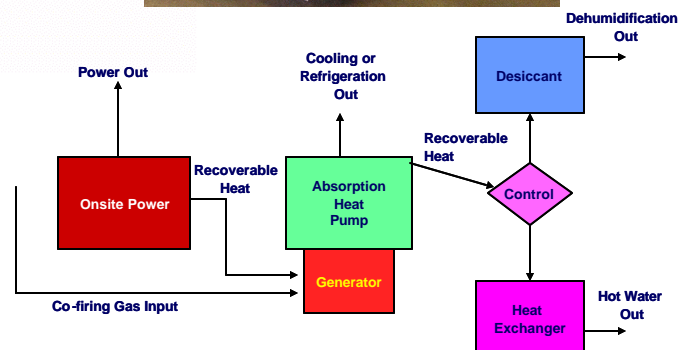 Dehumidification
Out
Cooling or
Refrigeration
Out
Power Out
Desiccant
Recoverable
Heat
Recoverable
Heat
Onsite Power
Absorption
Heat
Pump
Control
Generator
Co-firing Gas Input
Heat
Exchanger
Hot Water
Out